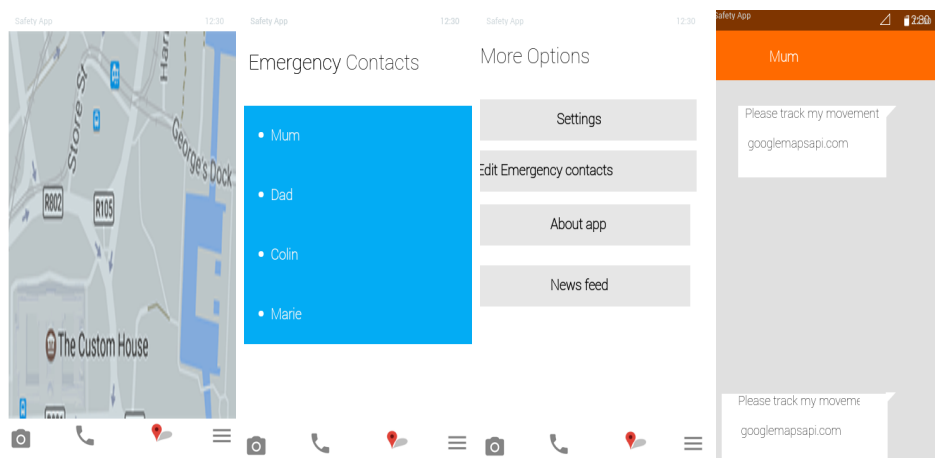 Safety App 12:30
Store St
Han
George's Dock
R802
R105
The Custom House
Safety App 12:30
Emergency Contacts
Mum
Dad
Colin
Marie
Safety App 12:30
More Options
Settings
Edit Emergency contacts
About app
News feed
Safety App
Mum
Please track my movement
googlemapsapi.com
Please track my moveme
googlemapsapi.com